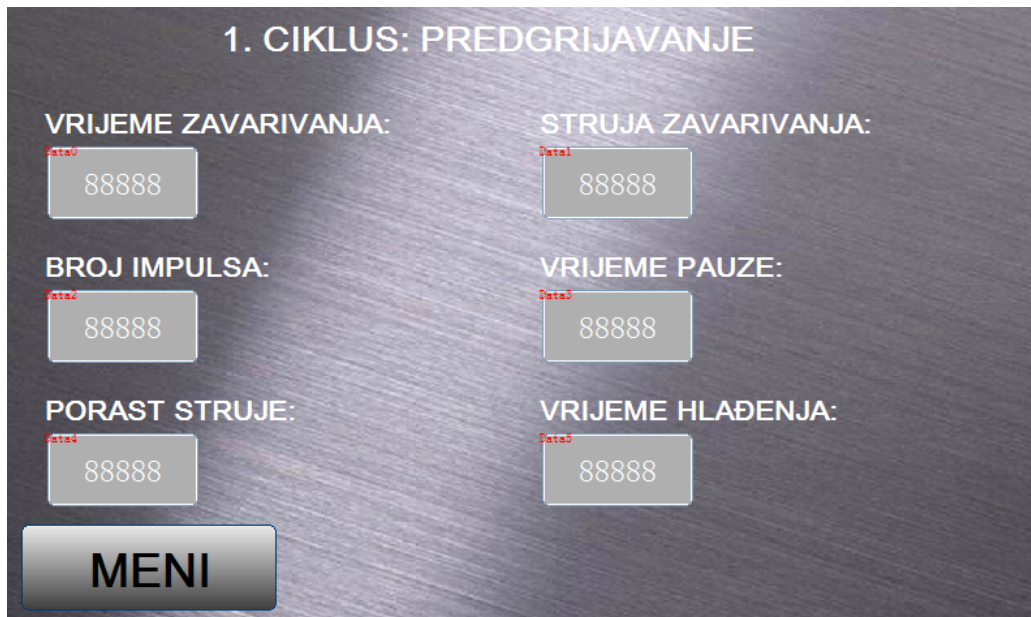 1. CIKLUS: PREDGRIJAVANJE
VRIJEME ZAVARIVANJA: STRUJA ZAVARIVANJA:
Data0 Data1
88888 88888
BROJ IMPULSA: VRIJEME PAUZE:
Data2 Data3
88888 88888
PORAST STRUJE: VRIJEME HLAĐENJA:
Data4 Data5
88888 88888
MENI